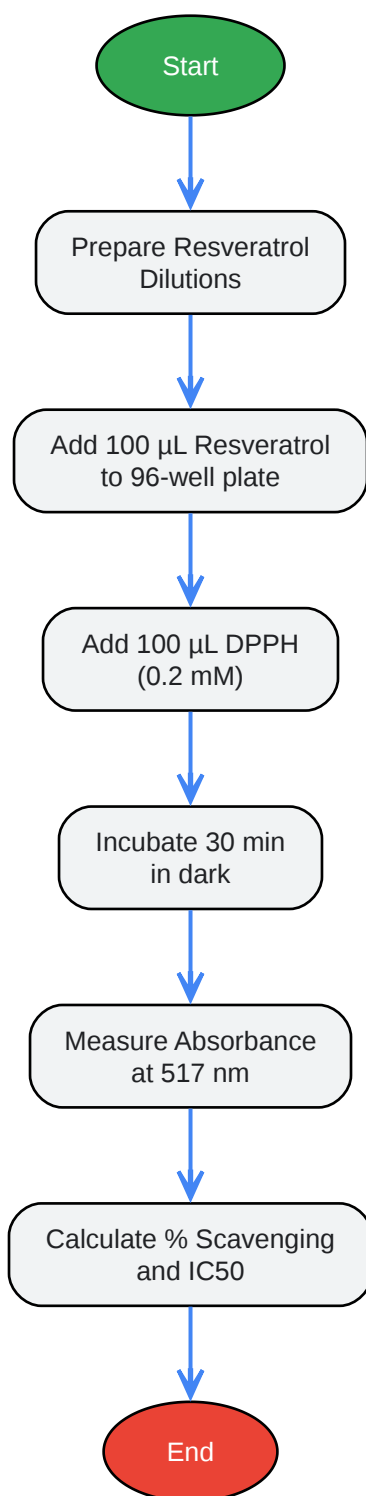 Start
Prepare Resveratrol
Dilutions
Add 100 µL Resveratrol
to 96-well plate
Add 100 µL DPPH
(0.2 mM)
Incubate 30 min
in dark
Measure Absorbance
at 517 nm
Calculate % Scavenging
and IC50
End